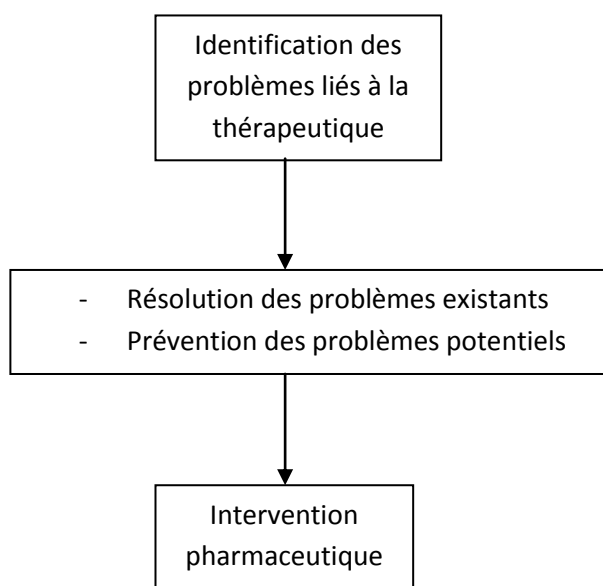 Identification des
problèmes liés à la
thérapeutique
- Résolution des problèmes existants
- Prévention des problèmes potentiels
Intervention
pharmaceutique